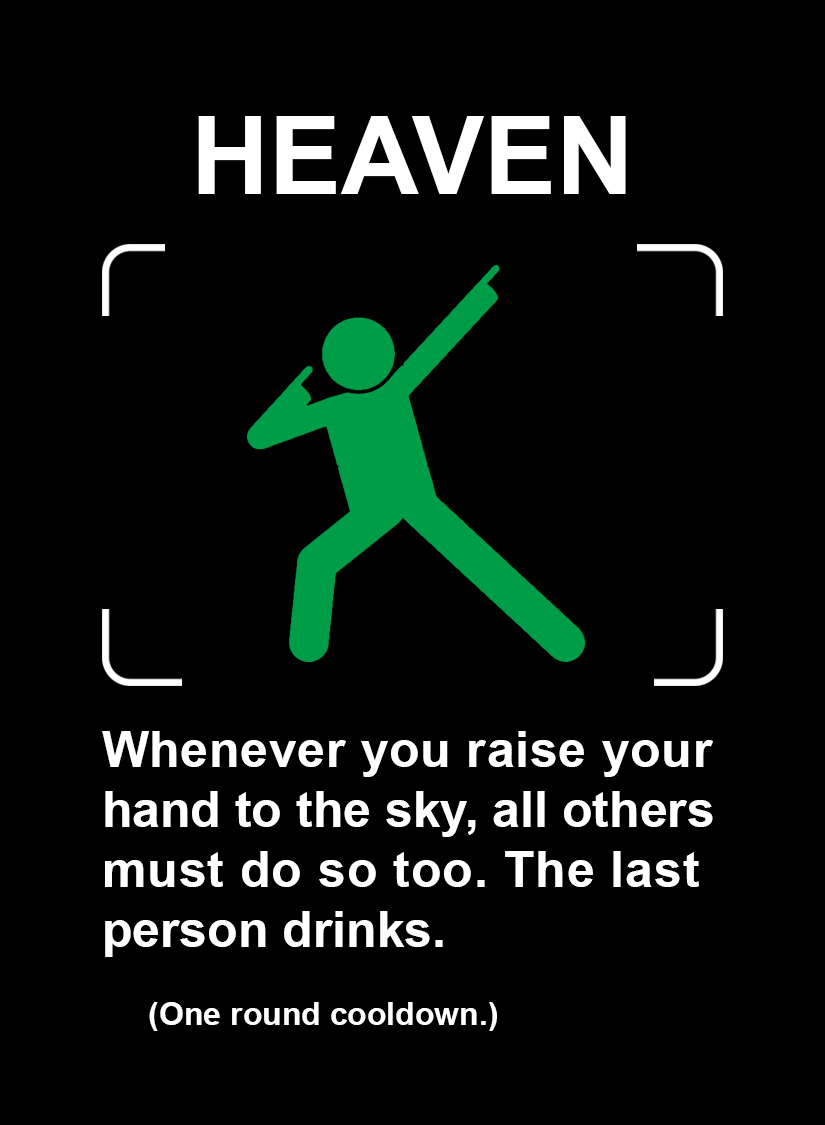 HEAVEN
Whenever you raise your
hand to the sky, all others
must do so too. The last
person drinks.
(One round cooldown.)